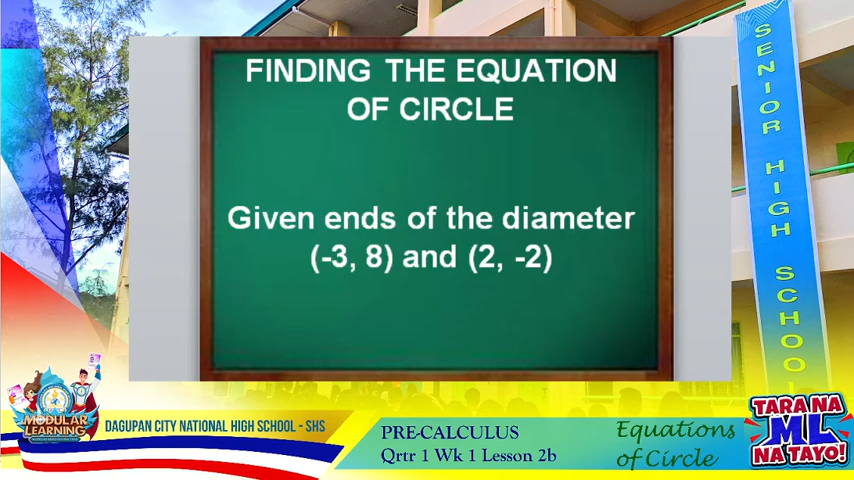 FINDING THE EQUATION
OF CIRCLE
Given ends of the diameter
(-3, 8) and (2, -2)
SENIOR HIGH SCHOOL
MODULAR
LEARNING
DAGUPAN CITY NATIONAL HIGH SCHOOL - SHS
PRE-CALCULUS
Qrtr 1 Wk 1 Lesson 2b
Equations
of Circle
TARA NA
ML
NA TAYO!